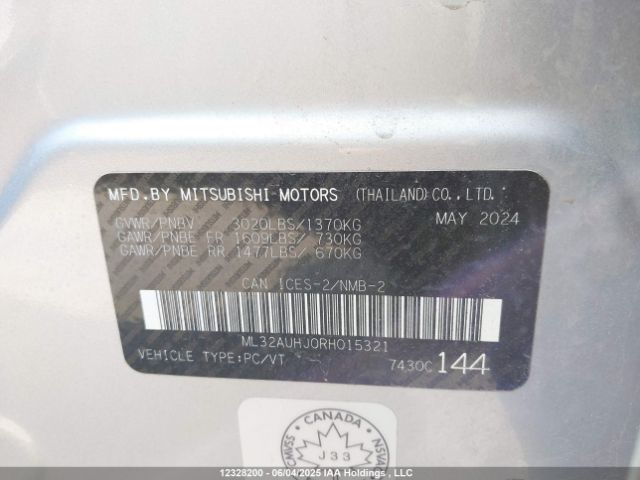 MFD.BY MITSUBISHI MOTORS (THAILAND)CO.,LTD.
GVWR/PNBV 3020LBS/1370KG MAY 2024
GAWR/PNBE FR 1609LBS/ 730KG
GAWR/PNBE RR 1477LBS/ 670KG
CAN ICES-2/NMB-2
ML32AUHJ0RH015321
VEHICLE TYPE:PC/VT 7430C 144
CANADA
CMVSS J33 NSVA
12328200 - 06/04/2025 IAA Holdings, LLC